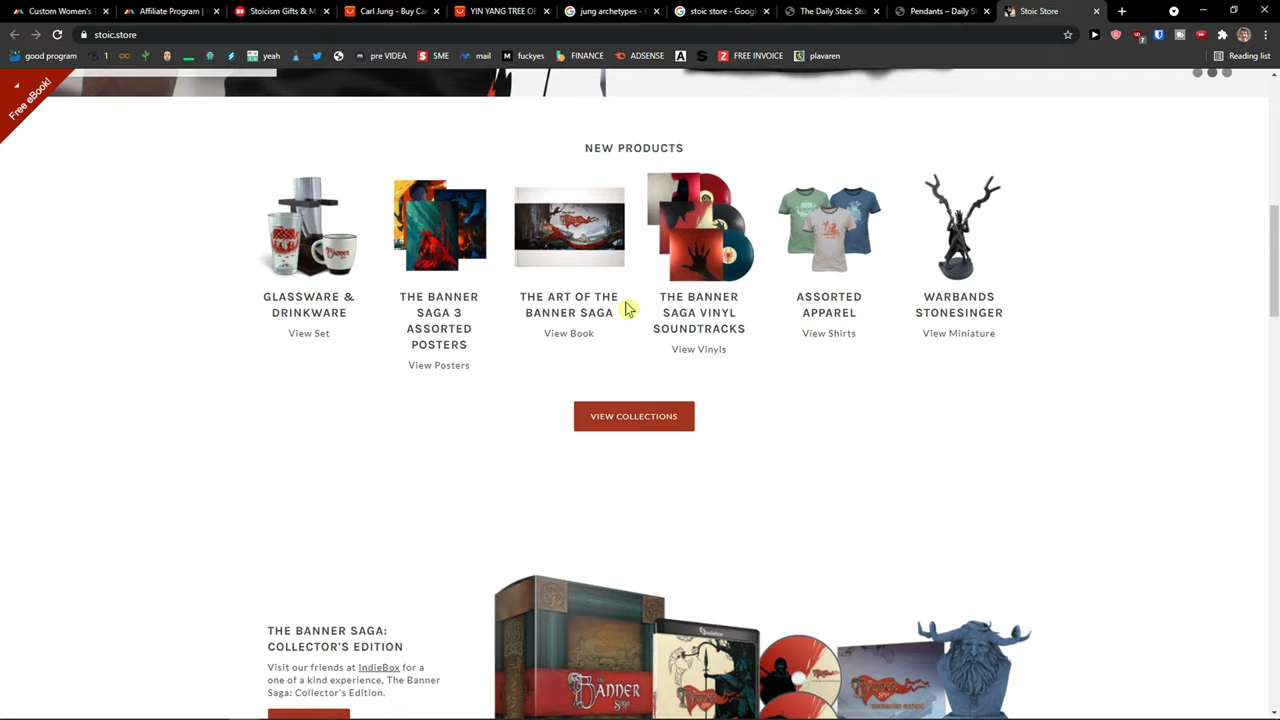 Custom Women's T
Affiliate Program |
Stoicism Gifts & M
Carl Jung - Buy Ca
YIN YANG TREE OF
jung archetypes - G
stoic store - Googl
The Daily Stoic Sto
Pendants – Daily S
Stoic Store
stoic.store
good program
1
yeah
pre VIDEA
SME
mail
fuckyes
FINANCE
ADSENSE
FREE INVOICE
plavaren
Reading list
Free eBook!
NEW PRODUCTS
GLASSWARE &
DRINKWARE
View Set
THE BANNER
SAGA 3
ASSORTED
POSTERS
View Posters
THE ART OF THE
BANNER SAGA
View Book
THE BANNER
SAGA VINYL
SOUNDTRACKS
View Vinyls
ASSORTED
APPAREL
View Shirts
WARBANDS
STONESINGER
View Miniature
VIEW COLLECTIONS
THE BANNER SAGA:
COLLECTOR'S EDITION
Visit our friends at IndieBox for a
one of a kind experience, The Banner
Saga: Collector's Edition.
BANNER
SAGA